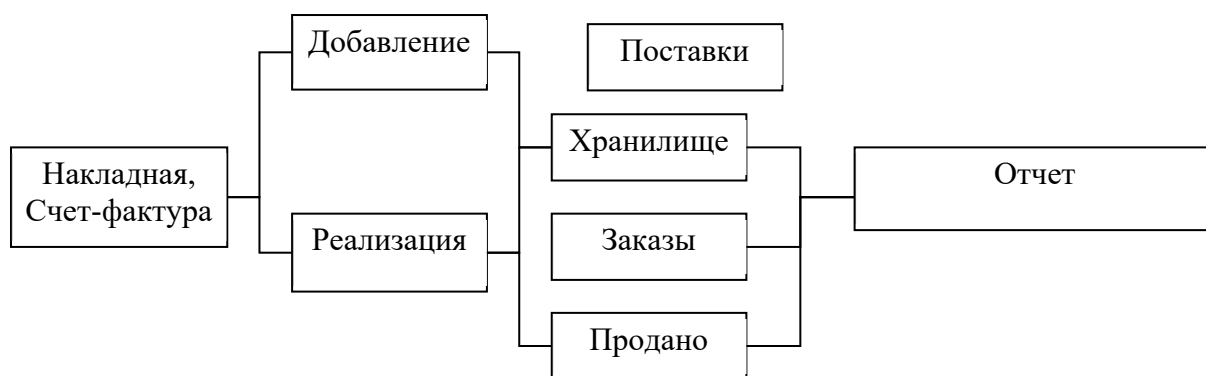 Добавление
Поставки
Хранилище
Накладная,
Счет-фактура
Отчет
Реализация
Заказы
Продано